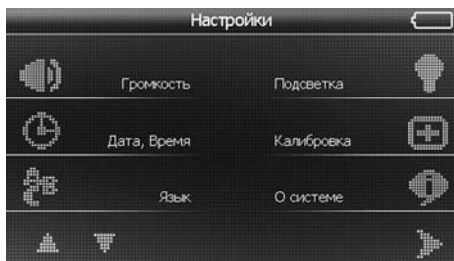 Настройки
Громкость Подсветка
Дата, Время Калибровка
Язык О системе